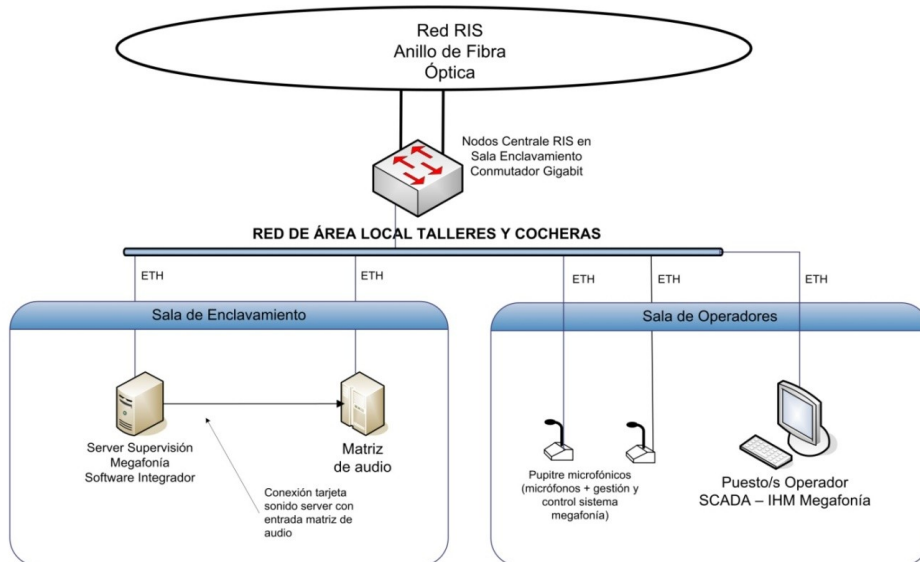 Red RIS
Anillo de Fibra
Óptica
Nodos Centrale RIS en
Sala Enclavamiento
Conmutador Gigabit
RED DE ÁREA LOCAL TALLERES Y COCHERAS
ETH
ETH
ETH
ETH
ETH
Sala de Enclavamiento
Sala de Operadores
Server Supervisión
Megafonía
Software Integrador
Matriz
de audio
Conexión tarjeta
sonido server con
entrada matriz de
audio
Pupitre microfónicos
(micrófonos + gestión y
control sistema
megafonía)
Puesto/s Operador
SCADA – IHM Megafonía